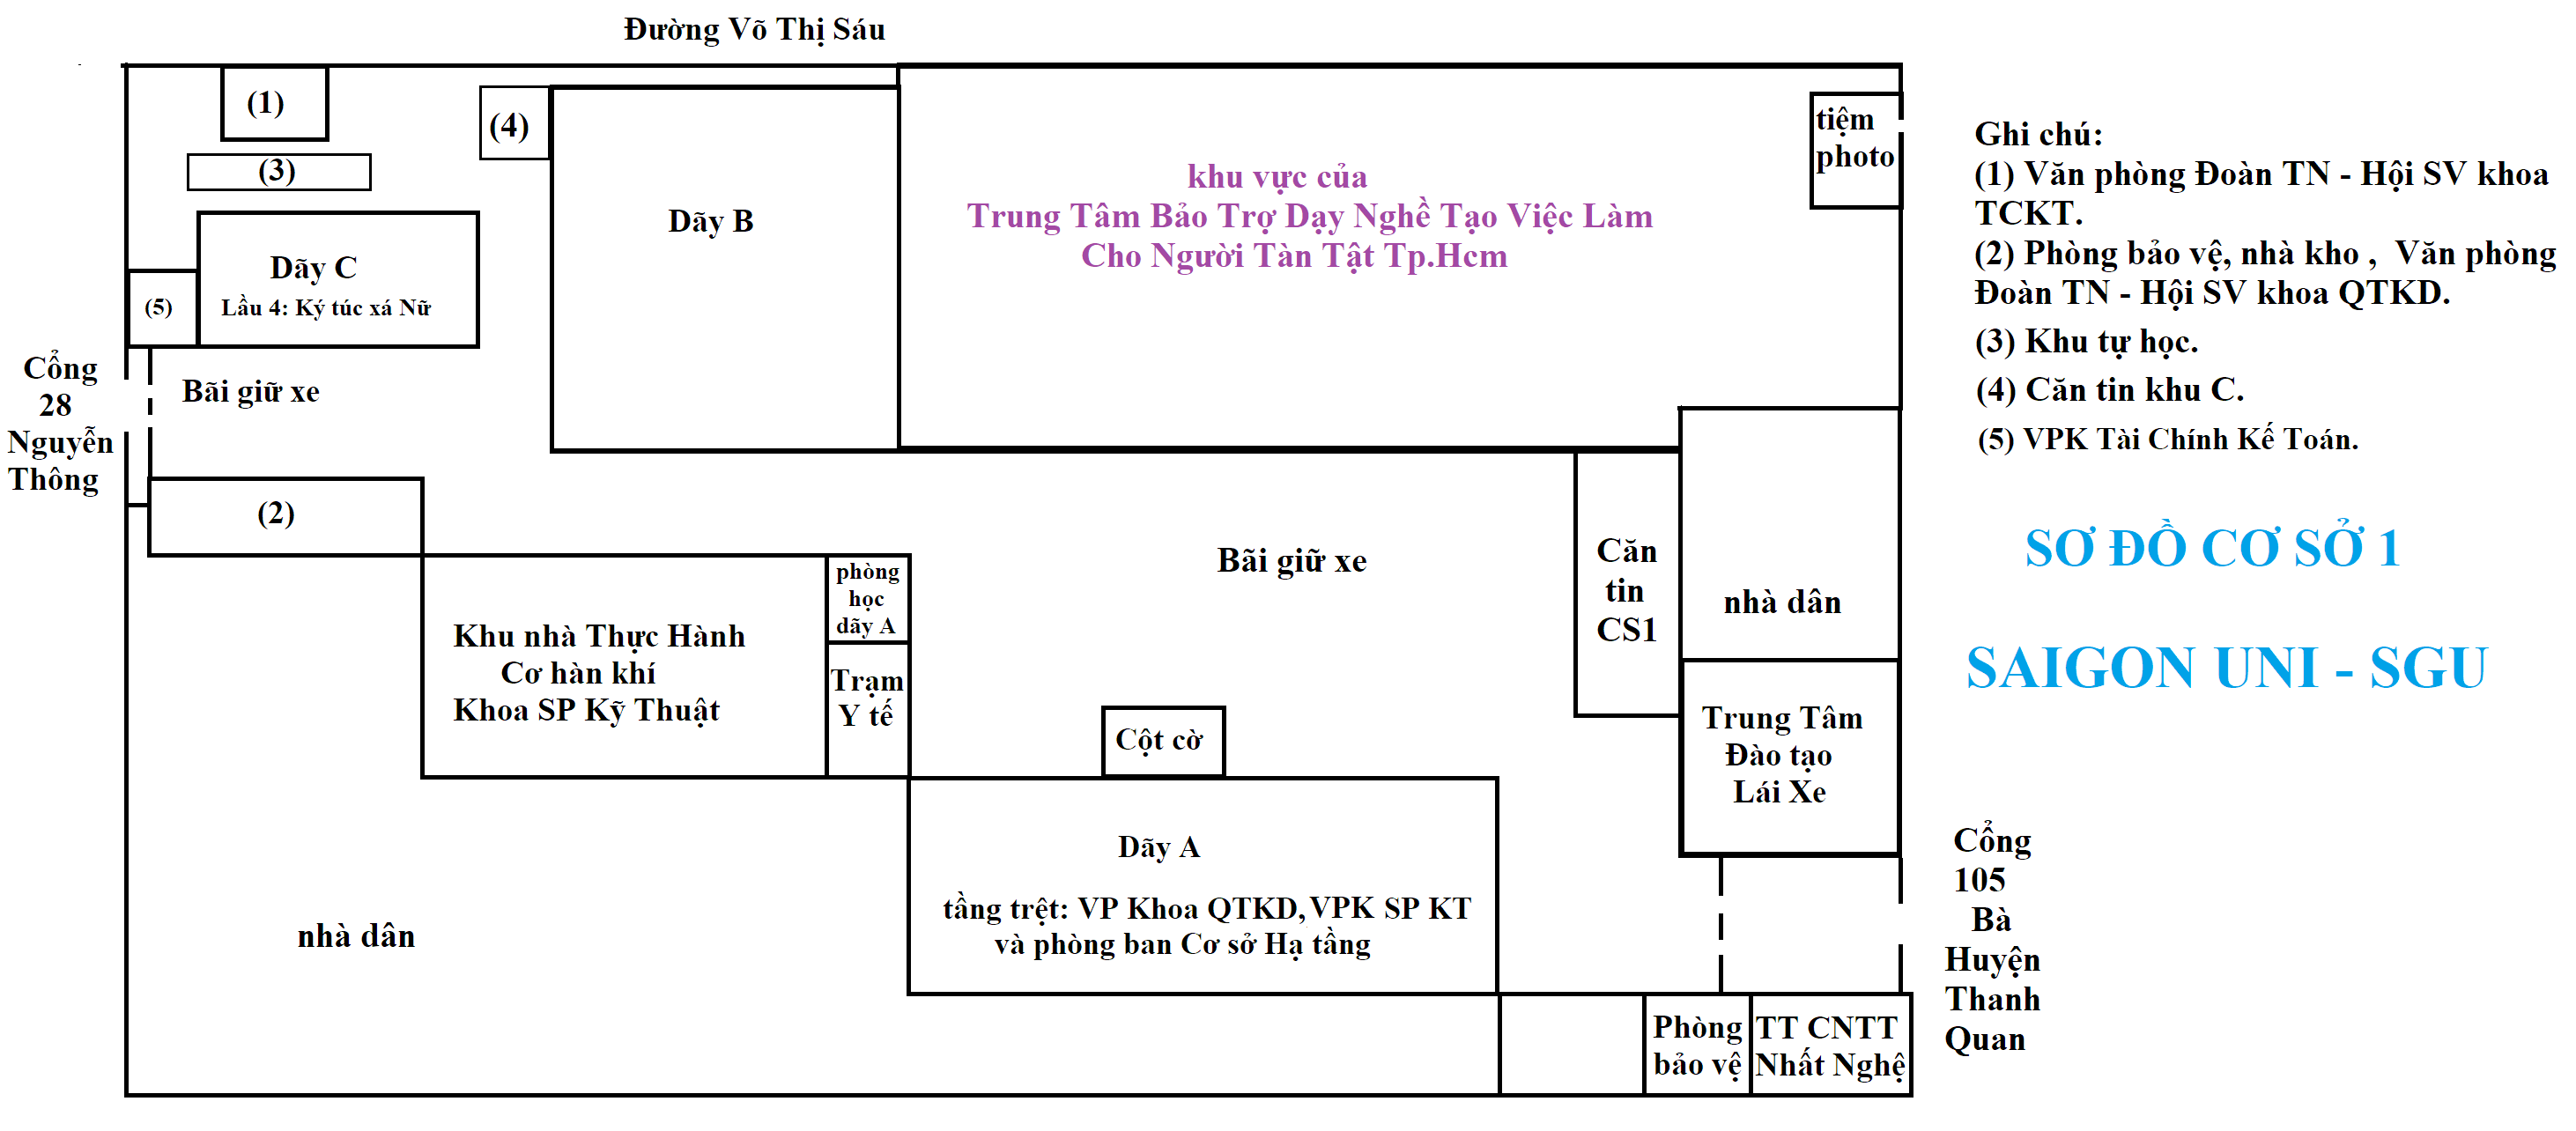 Đường Võ Thị Sáu
(1)
(3)
(4)
Dãy C
Lầu 4: Ký túc xá Nữ
(5)
Dãy B
khu vực của
Trung Tâm Bảo Trợ Dạy Nghề Tạo Việc Làm
Cho Người Tàn Tật Tp.Hcm
tiệm
photo
Cổng
28
Nguyễn
Thông
Bãi giữ xe
(2)
Khu nhà Thực Hành
Cơ hàn khí
Khoa SP Kỹ Thuật
phòng
học
dãy A
Trạm
Y tế
Bãi giữ xe
Căn
tin
CS1
nhà dân
Trung Tâm
Đào tạo
Lái Xe
Cột cờ
Dãy A
tầng trệt: VP Khoa QTKD, VPK SP KT
và phòng ban Cơ sở Hạ tầng
nhà dân
Phòng
bảo vệ
TT CNTT
Nhất Nghệ
Cổng
105
Bà
Huyện
Thanh
Quan
Ghi chú:
(1) Văn phòng Đoàn TN - Hội SV khoa
TCKT.
(2) Phòng bảo vệ, nhà kho , Văn phòng
Đoàn TN - Hội SV khoa QTKD.
(3) Khu tự học.
(4) Căn tin khu C.
(5) VPK Tài Chính Kế Toán.
SƠ ĐỒ CƠ SỞ 1
SAIGON UNI - SGU